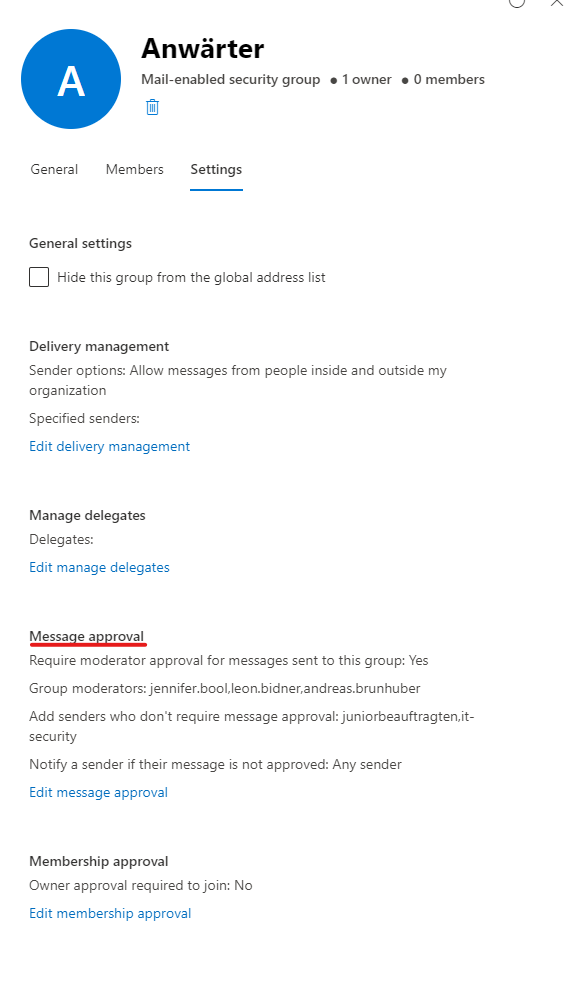 A
Anwärter
Mail-enabled security group ● 1 owner ● 0 members
General Members Settings
General settings
Hide this group from the global address list
Delivery management
Sender options: Allow messages from people inside and outside my
organization
Specified senders:
Edit delivery management
Manage delegates
Delegates:
Edit manage delegates
Message approval
Require moderator approval for messages sent to this group: Yes
Group moderators: jennifer.bool,leon.bidner,andreas.brunhuber
Add senders who don't require message approval: juniorbeauftragten,it-
security
Notify a sender if their message is not approved: Any sender
Edit message approval
Membership approval
Owner approval required to join: No
Edit membership approval